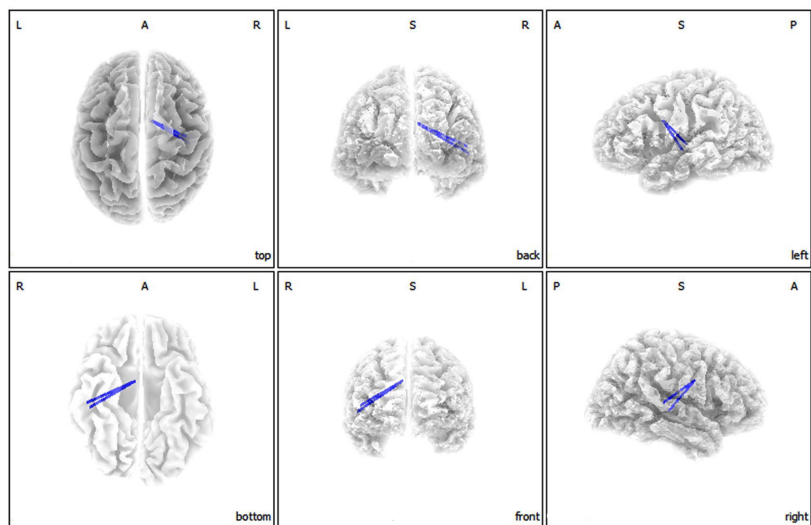 L A R
top
L S R
back
A S P
left
R A L
bottom
R S L
front
P S A
right